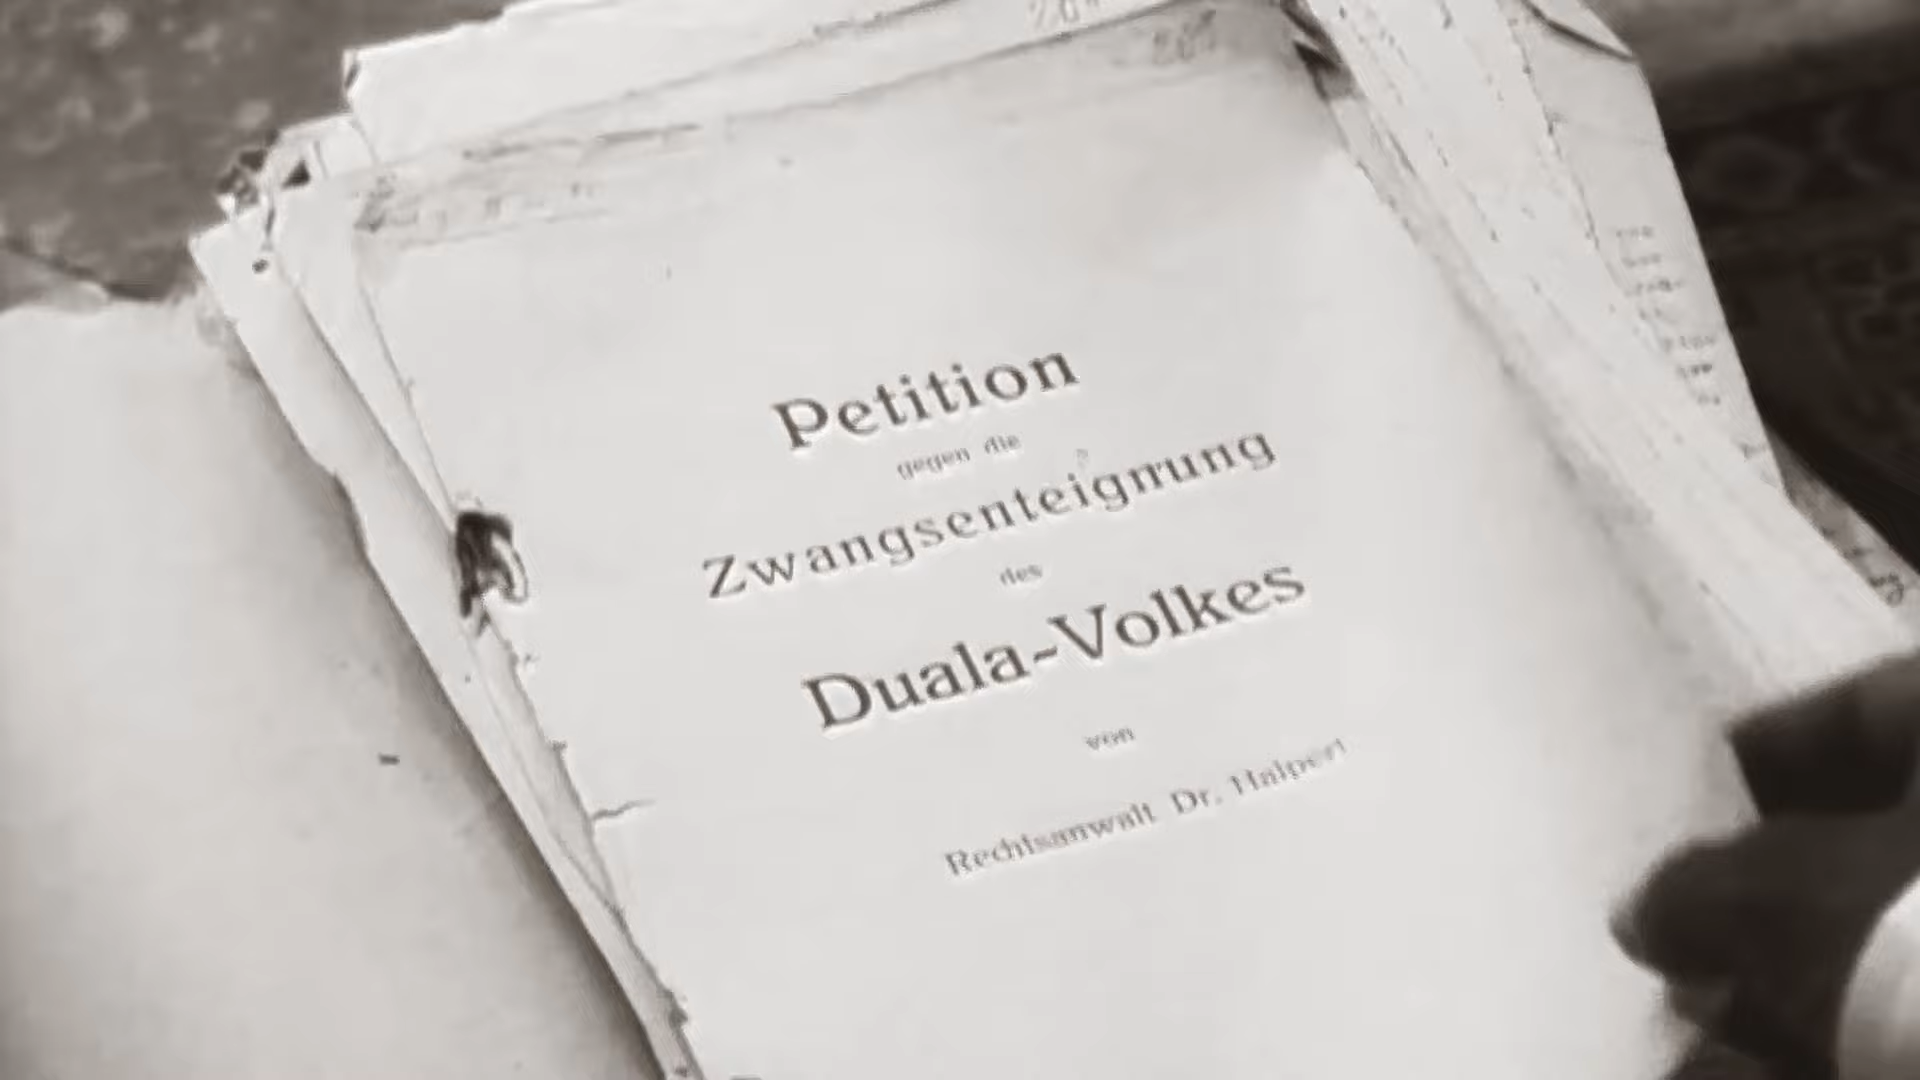 Petition
gegen die
Zwangsenteignung
des
Duala-Volkes
von
Rechtsanwalt Dr. Halpert